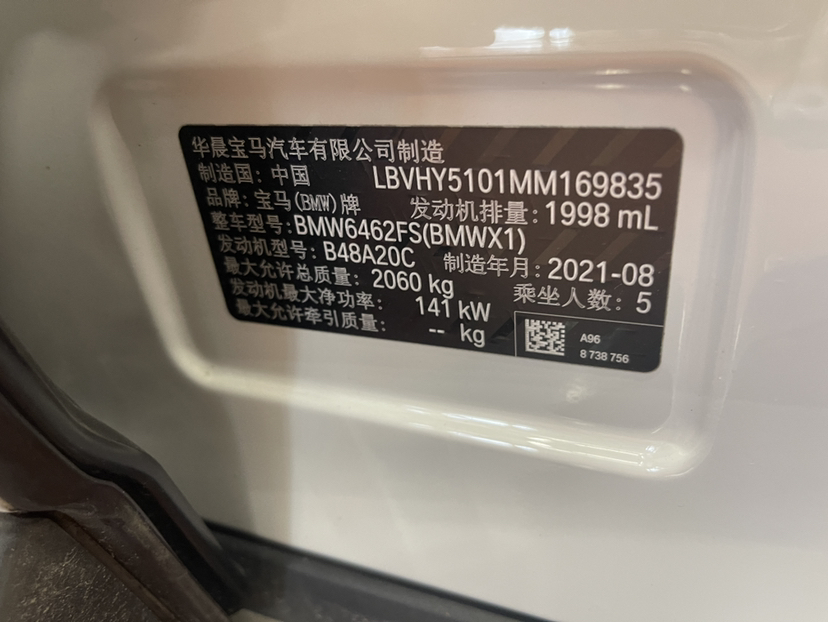 华晨宝马汽车有限公司制造
制造国: 中国 LBVHY5101MM169835
品牌: 宝马(BMW)牌 发动机排量: 1998 mL
整车型号: BMW6462FS(BMWX1)
发动机型号: B48A20C 制造年月: 2021-08
最大允许总质量: 2060 kg 乘坐人数: 5
发动机最大净功率: 141 kW
最大允许牵引质量: -- kg
A96
8 738 756